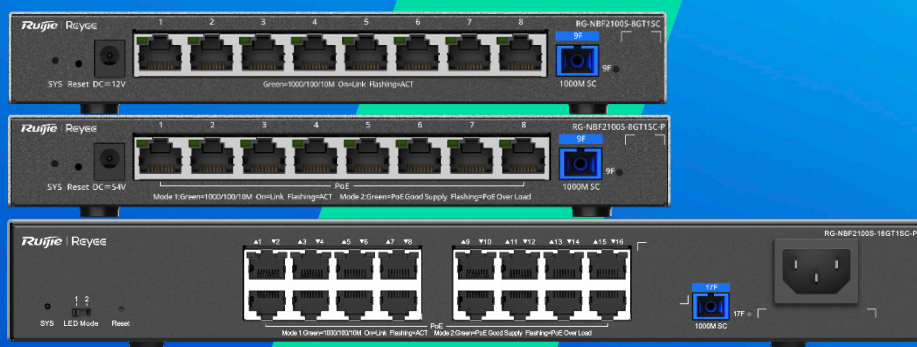 Ruijie | Reyee
1 2 3 4 5 6 7 8
RG-NBF2100S-8GT1SC
9F
9F
SYS Reset DC⎓12V
Green=1000/100/10M On=Link Flashing=ACT
1000M SC
Ruijie | Reyee
1 2 3 4 5 6 7 8
RG-NBF2100S-8GT1SC-P
9F
9F
SYS Reset DC⎓54V
PoE
1000M SC
Mode 1:Green=1000/100/10M On=Link Flashing=ACT Mode 2:Green=PoE Good Supply Flashing=PoE Over Load
RG-NBF2100S-16GT1SC-P
Ruijie | Reyee
▲1 ▼2 ▲3 ▼4 ▲5 ▼6 ▲7 ▼8 ▲9 ▼10 ▲11 ▼12 ▲13 ▼14 ▲15 ▼16
17F
1 2
17F
SYS LED Mode Reset
PoE
1000M SC
Mode 1:Green=1000/100/10M On=Link Flashing=ACT Mode 2:Green=PoE Good Supply Flashing=PoE Over Load